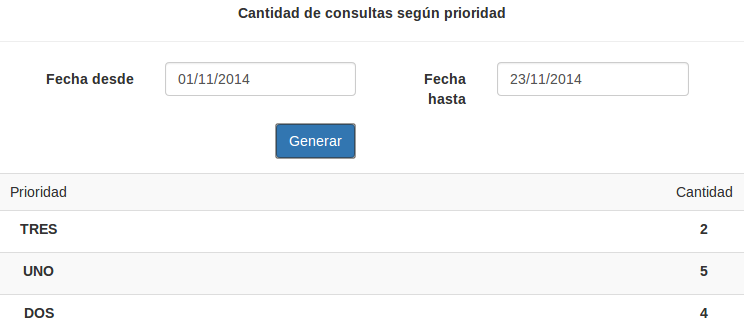 Cantidad de consultas según prioridad
Fecha desde 01/11/2014 Fecha hasta 23/11/2014
Generar
Prioridad Cantidad
TRES 2
UNO 5
DOS 4